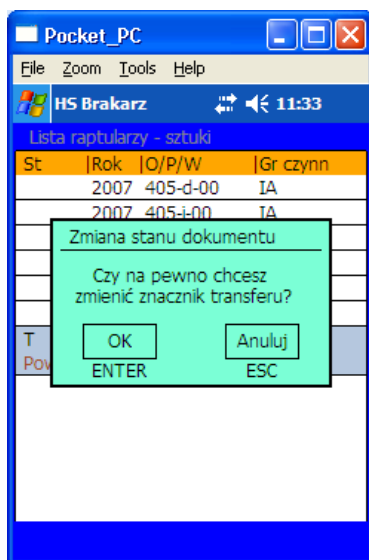 Pocket_PC
File Zoom Tools Help
HS Brakarz 11:33
Lista raptularzy - sztuki
St |Rok |O/P/W |Gr czynn
2007 405-d-00 IA
2007 405-i-00 IA
Zmiana stanu dokumentu
Czy na pewno chcesz
zmienić znacznik transferu?
T OK Anuluj
Pow ENTER ESC